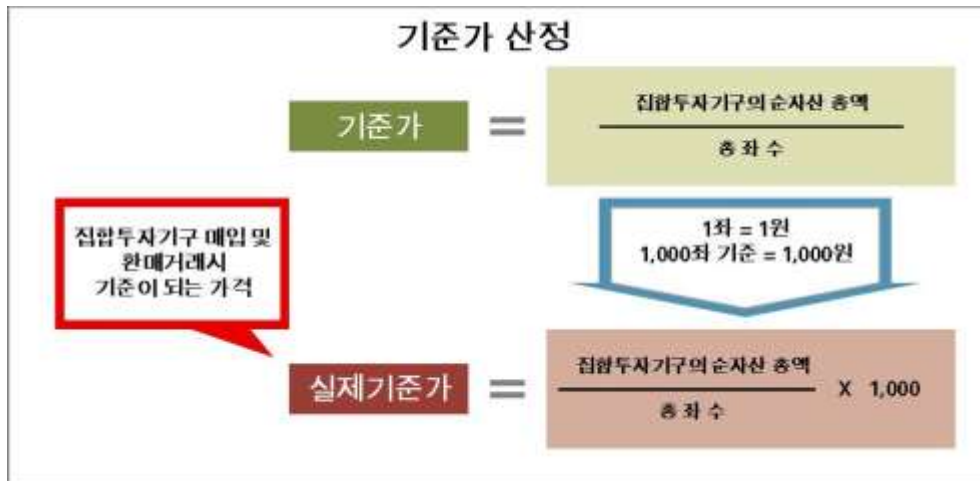 기준가 산정
기준가
=
집합투자기구의 순자산 총액
총 좌 수
집합투자기구 매입 및
환매거래시
기준이 되는 가격
1좌 = 1원
1,000좌 기준 = 1,000원
실제기준가
=
집합투자기구의 순자산 총액
총 좌 수
X 1,000